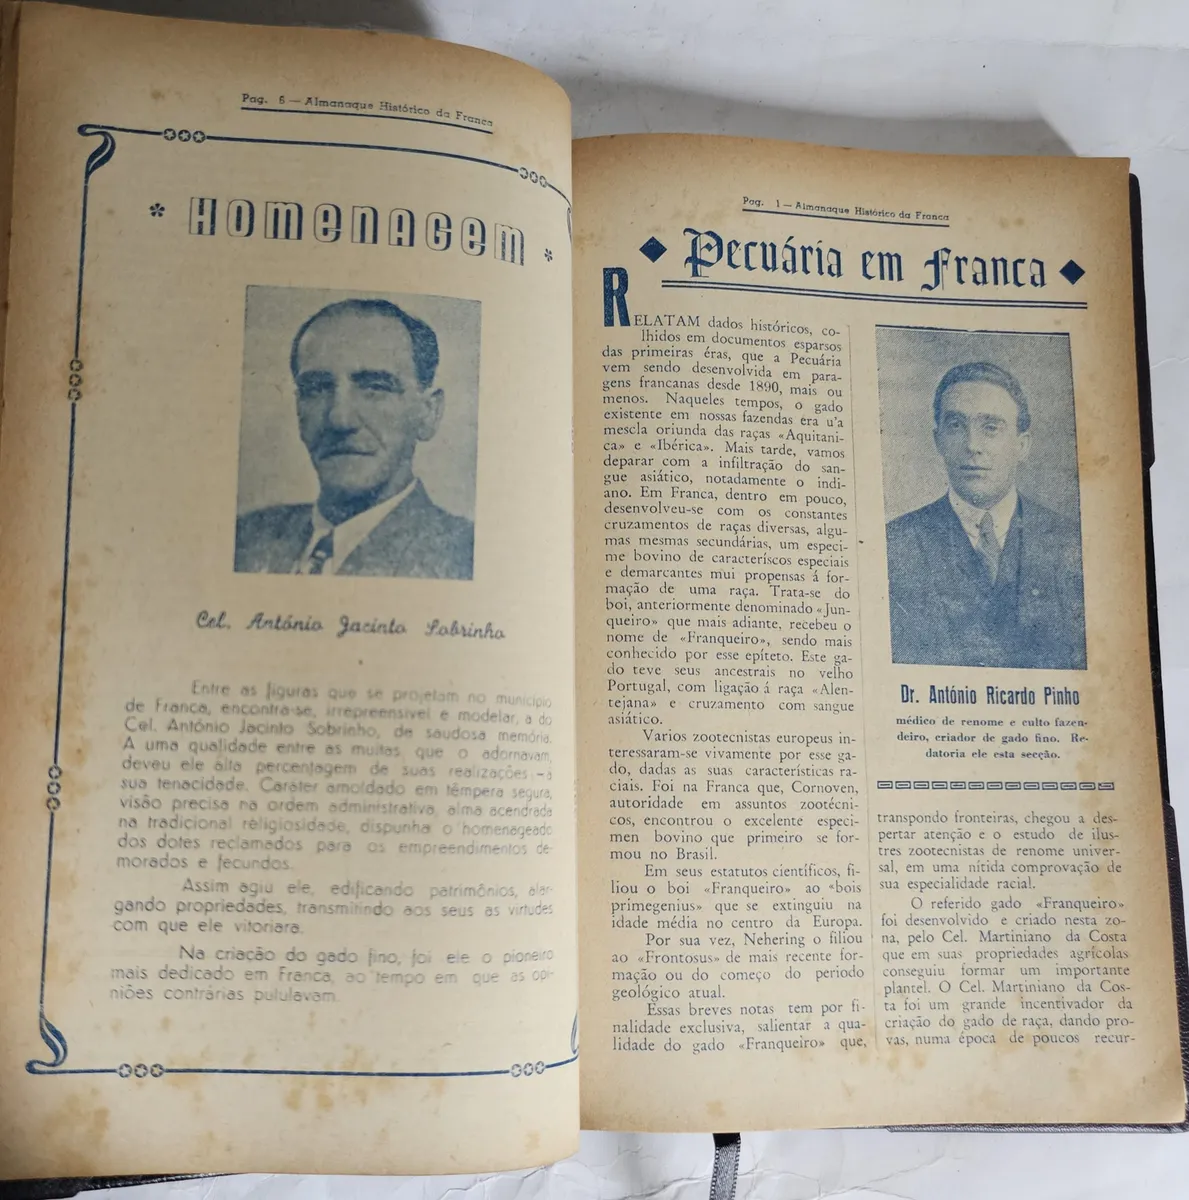 Pag. 6 — Almanaque Histórico da Franca
* HOMENAGEM *
Cel. António Jacinto Sobrinho
Entre as figuras que se projetam no município
de Franca, encontra-se, irrepreensível e modelar, a do
Cel. António Jacinto Sobrinho, de saudosa memória.
A uma qualidade entre as muitas que o adornavam,
deveu ele alta percentagem de suas realizações -a
sua tenacidade. Caráter amoldado em têmpera segura,
visão precisa na ordem administrativa, alma acendrada
na tradicional religiosidade, dispunha o homenageado
dos dotes reclamados para os empreendimentos de-
morados e fecundos.
Assim agiu ele, edificando patrimônios, alar-
gando propriedades, transmitindo aos seus as virtudes
com que ele vitoriara.
Na criação do gado fino, foi ele o pioneiro
mais dedicado em Franca, ao tempo em que as opi-
niões contrárias pululavam.
Pag. 1 — Almanaque Histórico da Franca
Pecuária em Franca
RELATAM dados históricos, co-
lhidos em documentos esparsos
das primeiras éras, que a Pecuária
vem sendo desenvolvida em para-
gens francanas desde 1890, mais ou
menos. Naqueles tempos, o gado
existente em nossas fazendas era u'a
mescla oriunda das raças «Aquitani-
ca» e «Ibérica». Mais tarde, vamos
deparar com a infiltração do san-
gue asiático, notadamente o indi-
ano. Em Franca, dentro em pouco,
desenvolveu-se com os constantes
cruzamentos de raças diversas, algu-
mas mesmas secundárias, um especi-
me bovino de caracteríscos especiais
e demarcantes mui propensas á for-
mação de uma raça. Trata-se do
boi, anteriormente denominado «Jun-
queiro» que mais adiante, recebeu o
nome de «Franqueiro», sendo mais
conhecido por esse epíteto. Este ga-
do teve seus ancestrais no velho
Portugal, com ligação á raça «Alen-
tejana» e cruzamento com sangue
asiático.
Varios zootecnistas europeus in-
teressaram-se vivamente por esse ga-
do, dadas as suas características ra-
ciais. Foi na Franca que, Cornoven,
autoridade em assuntos zootécni-
cos, encontrou o excelente especi-
men bovino que primeiro se for-
mou no Brasil.
Em seus estatutos científicos, fi-
liou o boi «Franqueiro» ao «bois
primegenius» que se extinguiu na
idade média no centro da Europa.
Por sua vez, Nehering o filiou
ao «Frontosus» de mais recente for-
mação ou do começo do periodo
geológico atual.
Essas breves notas tem por fi-
nalidade exclusiva, salientar a qua-
lidade do gado «Franqueiro» que,
Dr. António Ricardo Pinho
médico de renome e culto fazen-
deiro, criador de gado fino. Re-
datoria ele esta secção.
transpondo fronteiras, chegou a des-
pertar atenção e o estudo de ilus-
tres zootecnistas de renome univer-
sal, em uma nítida comprovação de
sua especialidade racial.
O referido gado «Franqueiro»
foi desenvolvido e criado nesta zo-
na, pelo Cel. Martiniano da Costa
que em suas propriedades agrícolas
conseguiu formar um importante
plantel. O Cel. Martiniano da Cos-
ta foi um grande incentivador da
criação do gado de raça, dando pro-
vas, numa época de poucos recur-